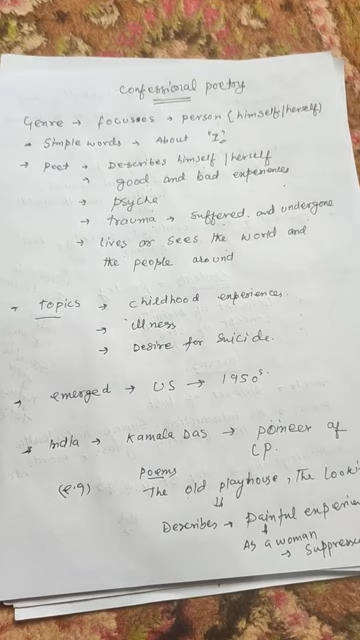 Confessional poetry
Genre → focusses → person (himself/herself)
→ Simple words → About "I"
→ Poet → Describes himself/herself
→ good and bad experiences
→ psyche
→ trauma → suffered and undergone
→ lives or sees the world and
the people around
→ topics → childhood experiences.
→ illness
→ Desire for suicide.
→ emerged → US → 1950s.
→ India → Kamala Das → pioneer of
CP.
Poems
(e.g) The old playhouse, The Looki
Describes → Painful experien
As a woman
→ Suppresse